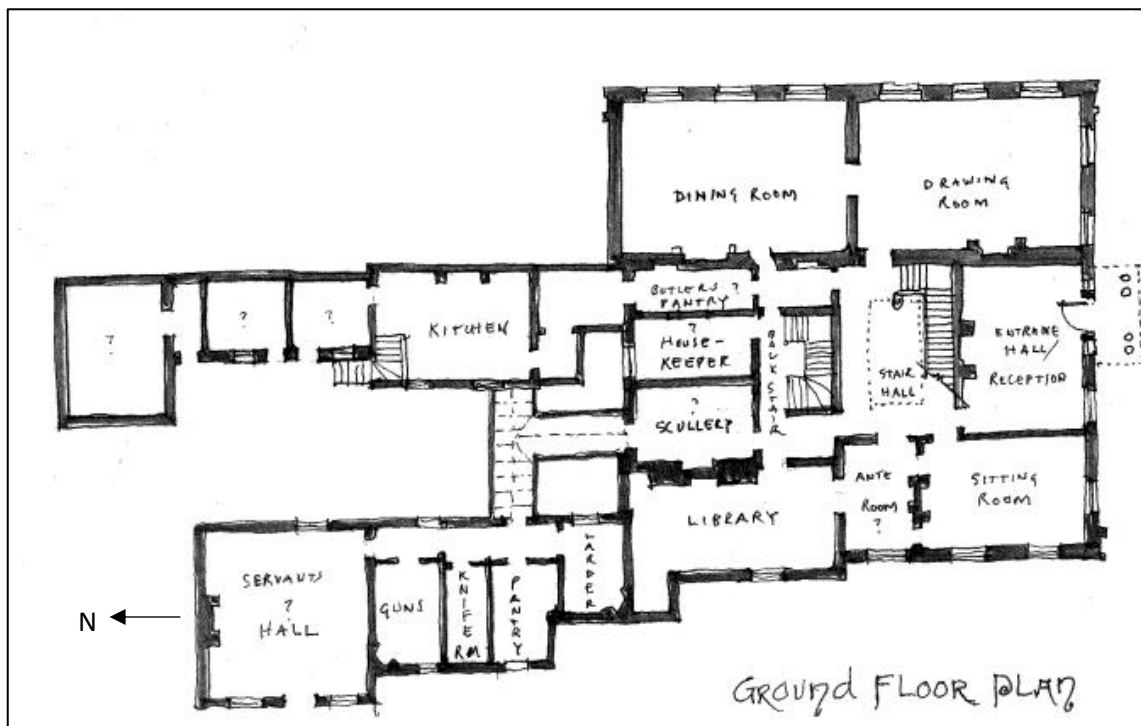 DINING ROOM
DRAWING
ROOM
BUTLERS ?
PANTRY
?
?
?
KITCHEN
?
HOUSE-
KEEPER
BACK STAIR
STAIR
HALL
ENTRANCE
HALL
RECEPTION
?
SCULLERY
LIBRARY
ANTE
ROOM
?
SITTING
ROOM
SERVANTS
?
HALL
GUNS
KNIFE RM
PANTRY
LARDER
N
GROUND FLOOR PLAN